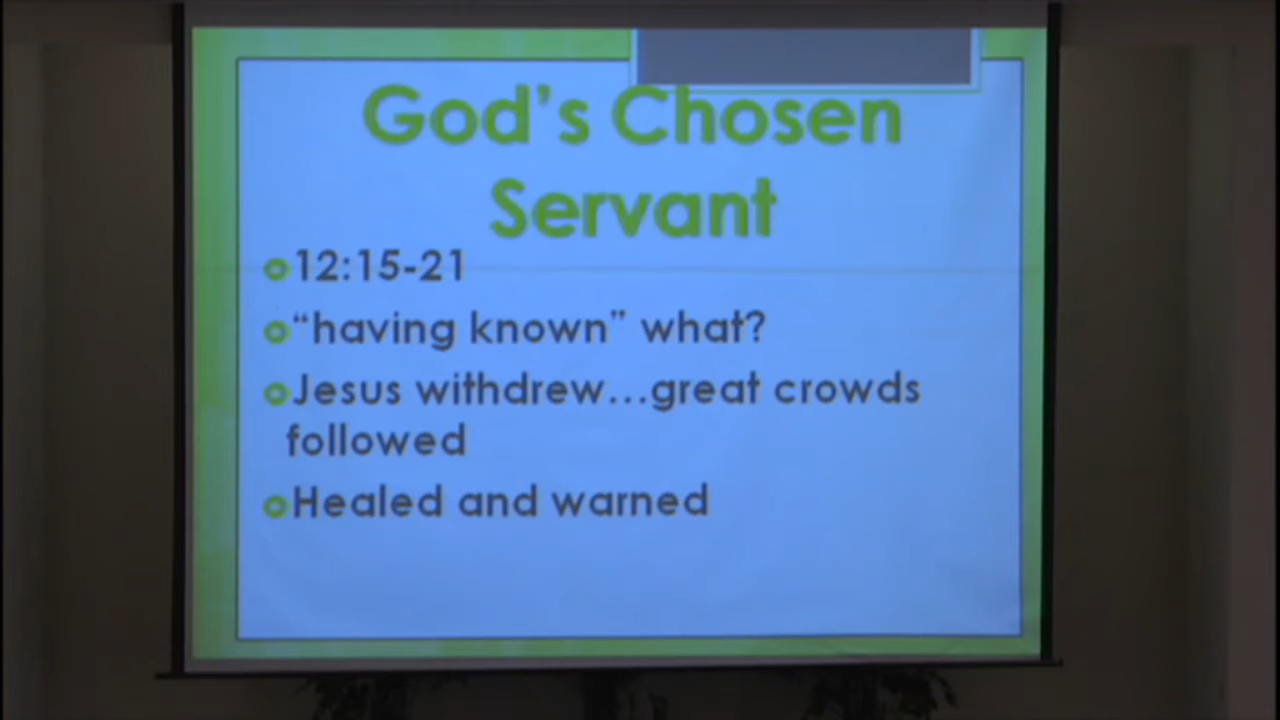 God's Chosen
Servant
12:15-21
"having known" what?
Jesus withdrew...great crowds
followed
Healed and warned